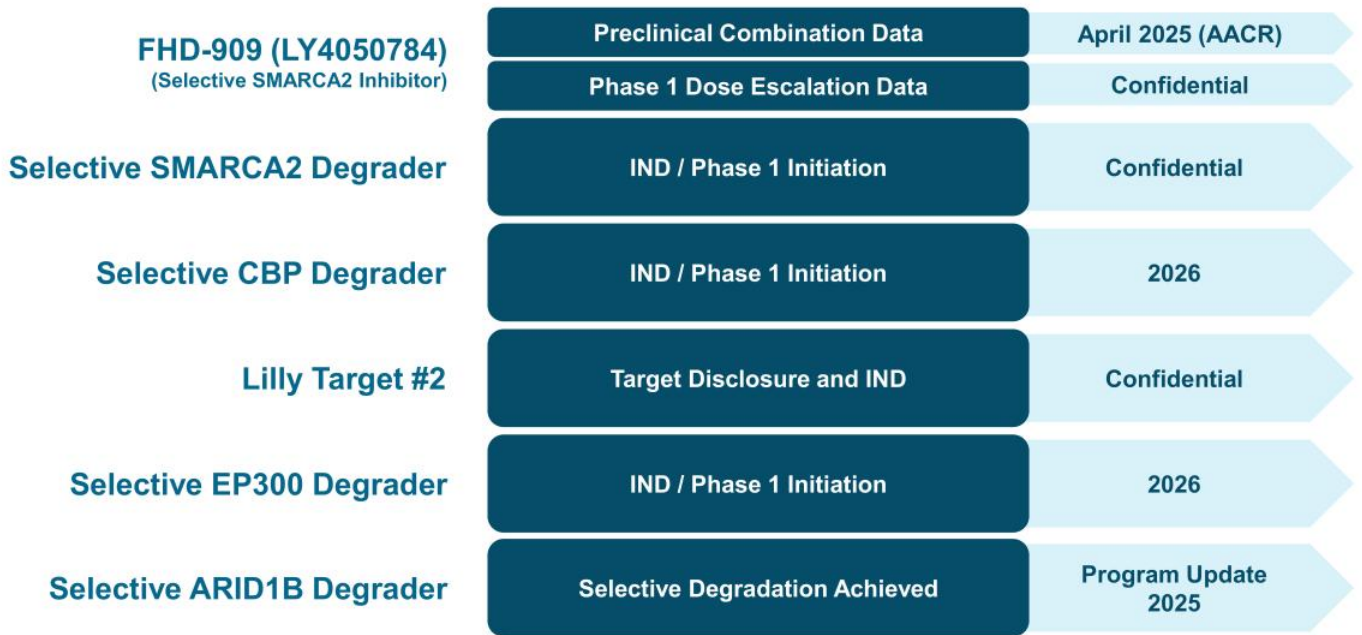 FHD-909 (LY4050784)
(Selective SMARCA2 Inhibitor)
Preclinical Combination Data
April 2025 (AACR)
Phase 1 Dose Escalation Data
Confidential
Selective SMARCA2 Degrader
IND / Phase 1 Initiation
Confidential
Selective CBP Degrader
IND / Phase 1 Initiation
2026
Lilly Target #2
Target Disclosure and IND
Confidential
Selective EP300 Degrader
IND / Phase 1 Initiation
2026
Selective ARID1B Degrader
Selective Degradation Achieved
Program Update
2025